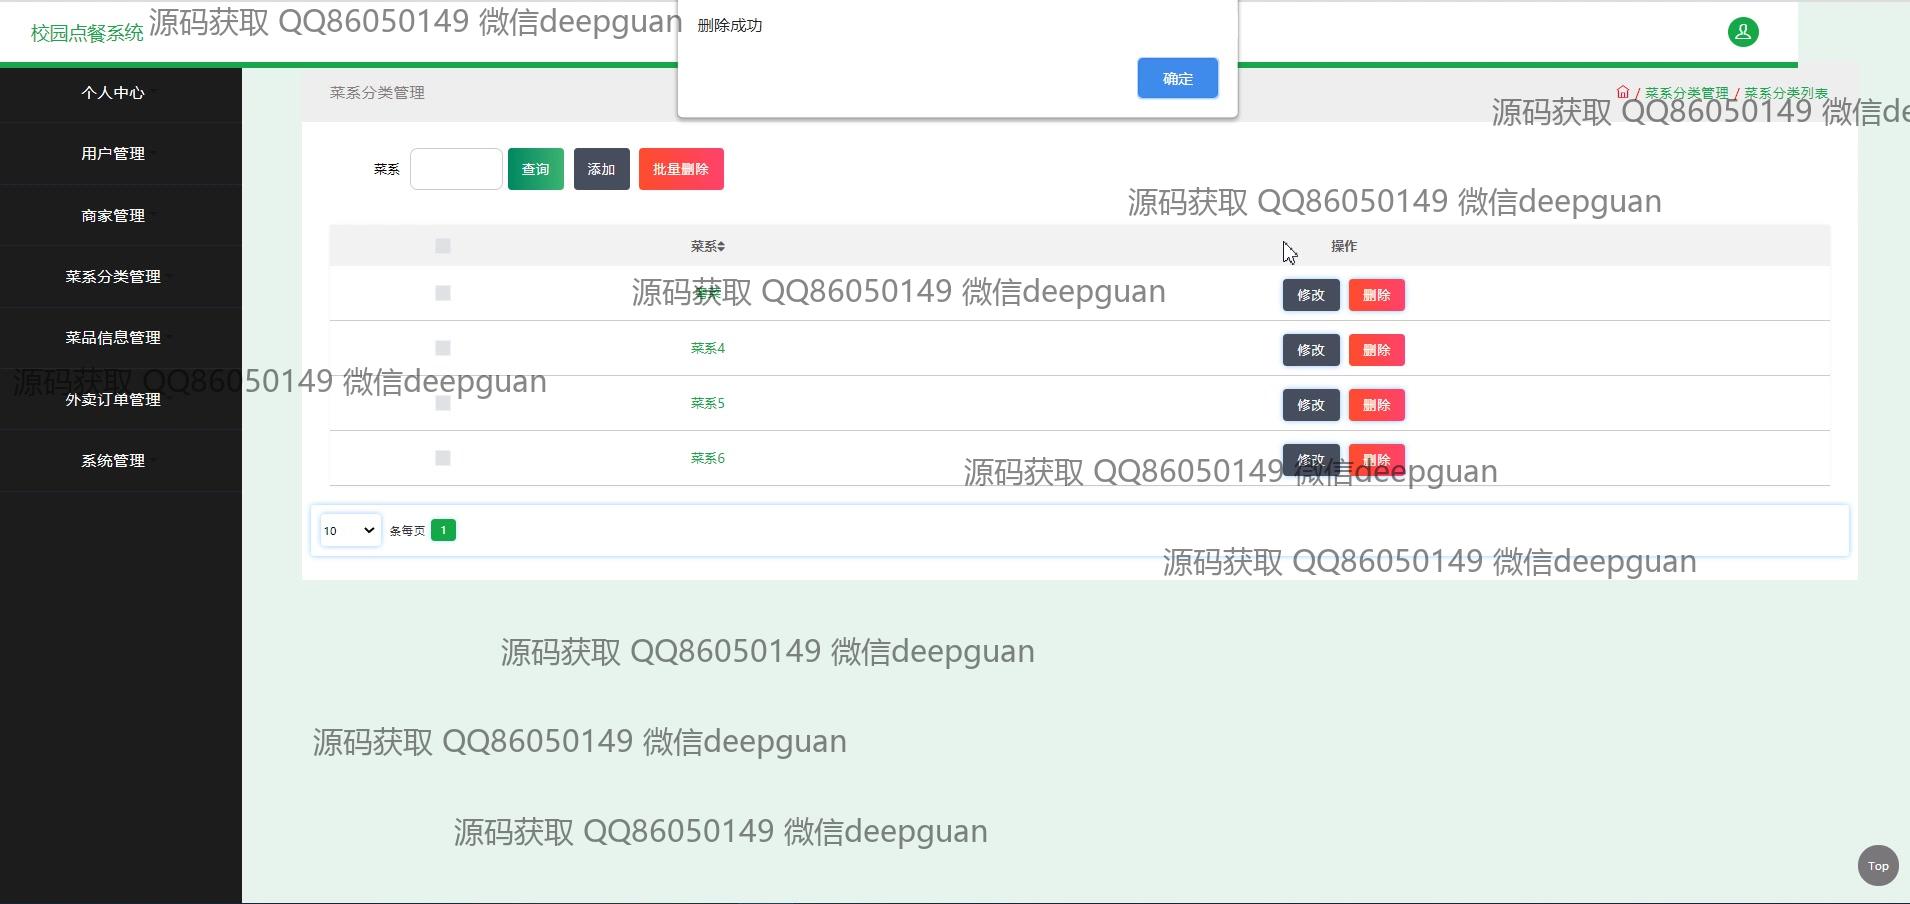 校园点餐系统
源码获取 QQ86050149 微信deepguan
删除成功
确定
个人中心
用户管理
商家管理
菜系分类管理
菜品信息管理
外卖订单管理
系统管理
菜系分类管理
/ 菜系分类管理 / 菜系分类列表
源码获取 QQ86050149 微信de
菜系
查询
添加
批量删除
源码获取 QQ86050149 微信deepguan
菜系
操作
源码获取 QQ86050149 微信deepguan
修改 删除
菜系4 修改 删除
源码获取 QQ86050149 微信deepguan
菜系5 修改 删除
菜系6 修改 删除
源码获取 QQ86050149 微信deepguan
10 条每页 1
源码获取 QQ86050149 微信deepguan
源码获取 QQ86050149 微信deepguan
源码获取 QQ86050149 微信deepguan
源码获取 QQ86050149 微信deepguan
Top